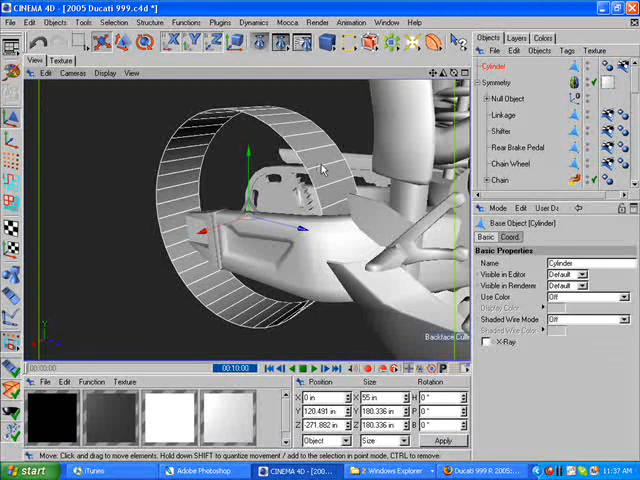 CINEMA 4D - [2005 Ducati 999.c4d *]
File Edit Objects Tools Selection Structure Functions Plugins Dynamics Mocca Render Animation Window Help
Objects Layers Colors
File Edit Objects Tags Texture
View Texture
Edit Cameras Display View
Cylinder
Symmetry
Null Object
Linkage
Shifter
Rear Brake Pedal
Chain Wheel
Chain
Mode Edit User Da
Base Object [Cylinder]
Basic Coord.
Basic Properties
Name Cylinder
Visible in Editor Default
Visible in Renderer Default
Use Color Off
Display Color
Shaded Wire Mode Off
Shaded Wire Color
X-Ray
Backface Culli
Y
00:00:00 00:10:00
File Edit Function Texture
Position Size Rotation
X 0 in X 55 in H 0 °
Y 120.491 in Y 180.336 in P 0 °
Z -271.882 in Z 180.336 in B 0 °
Object Size Apply
Move: Click and drag to move elements. Hold down SHIFT to quantize movement / add to the selection in point mode, CTRL to remove.
start iTunes Adobe Photoshop CINEMA 4D - [200... 2 Windows Explorer Ducati 999 R 2005:... 11:37 AM